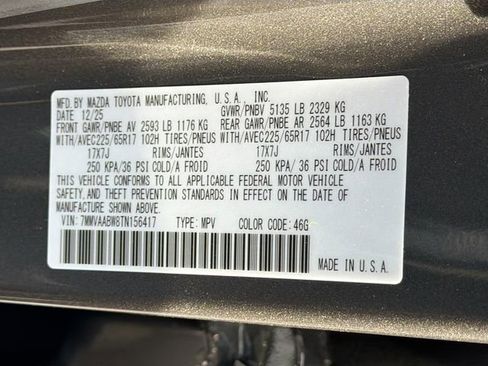 MFD. BY MAZDA TOYOTA MANUFACTURING, U.S.A., INC.
DATE 12/25 GVWR/PNBV 5135 LB 2329 KG
FRONT GAWR/PNBE AV 2593 LB 1176 KG REAR GAWR/PNBE AR 2564 LB 1163 KG
WITH/AVEC225/65R17 102H TIRES/PNEUS WITH/AVEC225/65R17 102H TIRES/PNEUS
17X7J RIMS/JANTES 17X7J RIMS/JANTES
250 KPA/36 PSI COLD/A FROID 250 KPA/36 PSI COLD/A FROID
THIS VEHICLE CONFORMS TO ALL APPLICABLE FEDERAL MOTOR VEHICLE
SAFETY AND THEFT PREVENTION STANDARDS IN EFFECT ON THE DATE OF
MANUFACTURE SHOWN ABOVE.
VIN: 7MMVAABW8TN156417 TYPE: MPV COLOR CODE: 46G
MADE IN U.S.A.